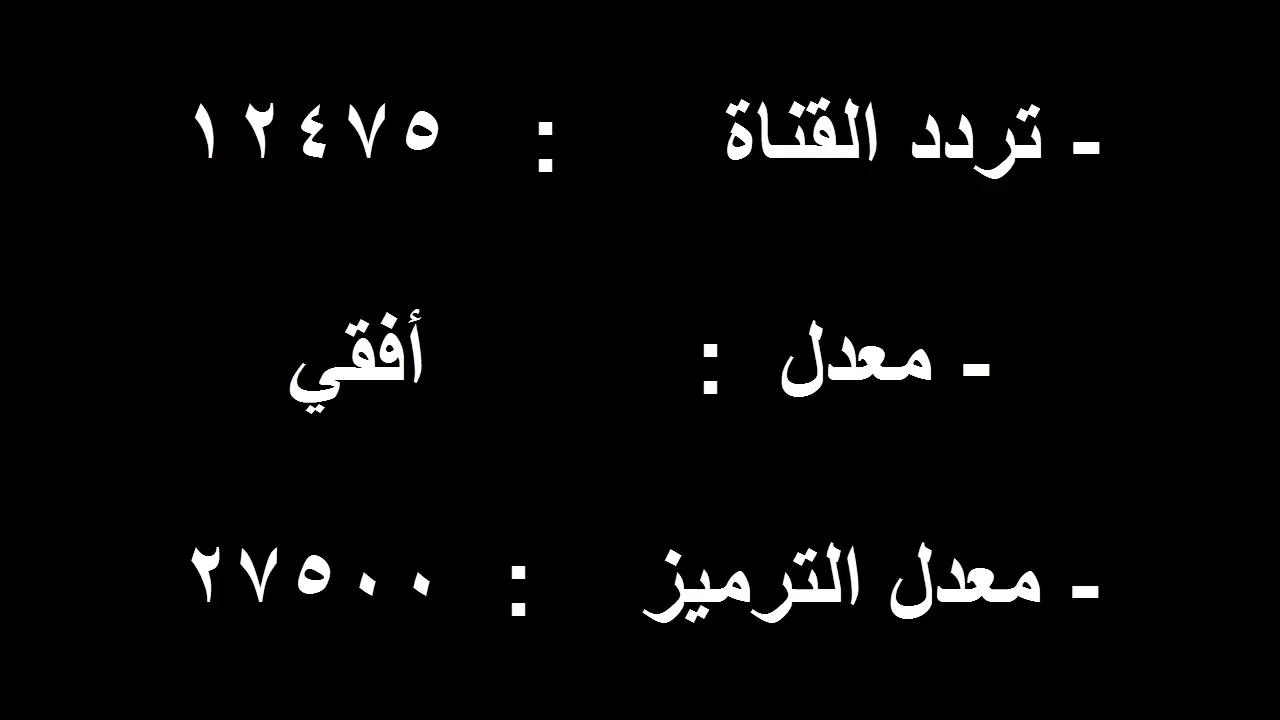 - تردد القناة : ١٢٤٧٥
- معدل : أفقي
- معدل الترميز : ٢٧٥٠٠